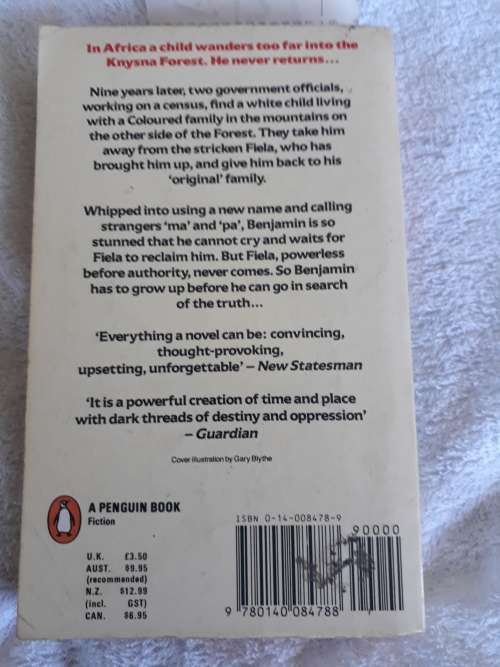 In Africa a child wanders too far into the
Knysna Forest. He never returns...
Nine years later, two government officials,
working on a census, find a white child living
with a Coloured family in the mountains on
the other side of the Forest. They take him
away from the stricken Fiela, who has
brought him up, and give him back to his
'original' family.
Whipped into using a new name and calling
strangers 'ma' and 'pa', Benjamin is so
stunned that he cannot cry and waits for
Fiela to reclaim him. But Fiela, powerless
before authority, never comes. So Benjamin
has to grow up before he can go in search
of the truth...
'Everything a novel can be: convincing,
thought-provoking,
upsetting, unforgettable' – New Statesman
'It is a powerful creation of time and place
with dark threads of destiny and oppression'
– Guardian
Cover illustration by Gary Blythe
A PENGUIN BOOK
Fiction
ISBN 0-14-008478-9
90000
U.K. £3.50
AUST. $9.95
(recommended)
N.Z. $12.99
(incl. GST)
CAN. $6.95
9 780140 084788